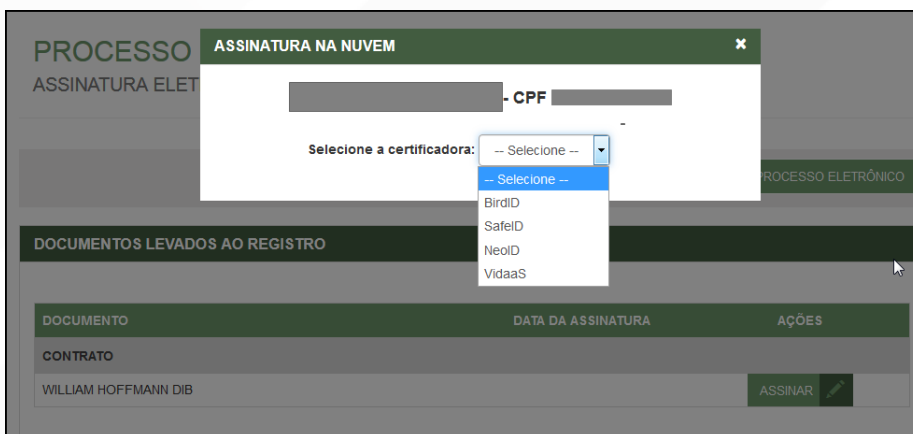 PROCESSO
ASSINATURA ELET
ASSINATURA NA NUVEM
- CPF
-
Selecione a certificadora:
-- Selecione --
-- Selecione --
BirdID
SafeID
NeoID
VidaaS
PROCESSO ELETRÔNICO
DOCUMENTOS LEVADOS AO REGISTRO
DOCUMENTO DATA DA ASSINATURA AÇÕES
CONTRATO
WILLIAM HOFFMANN DIB ASSINAR